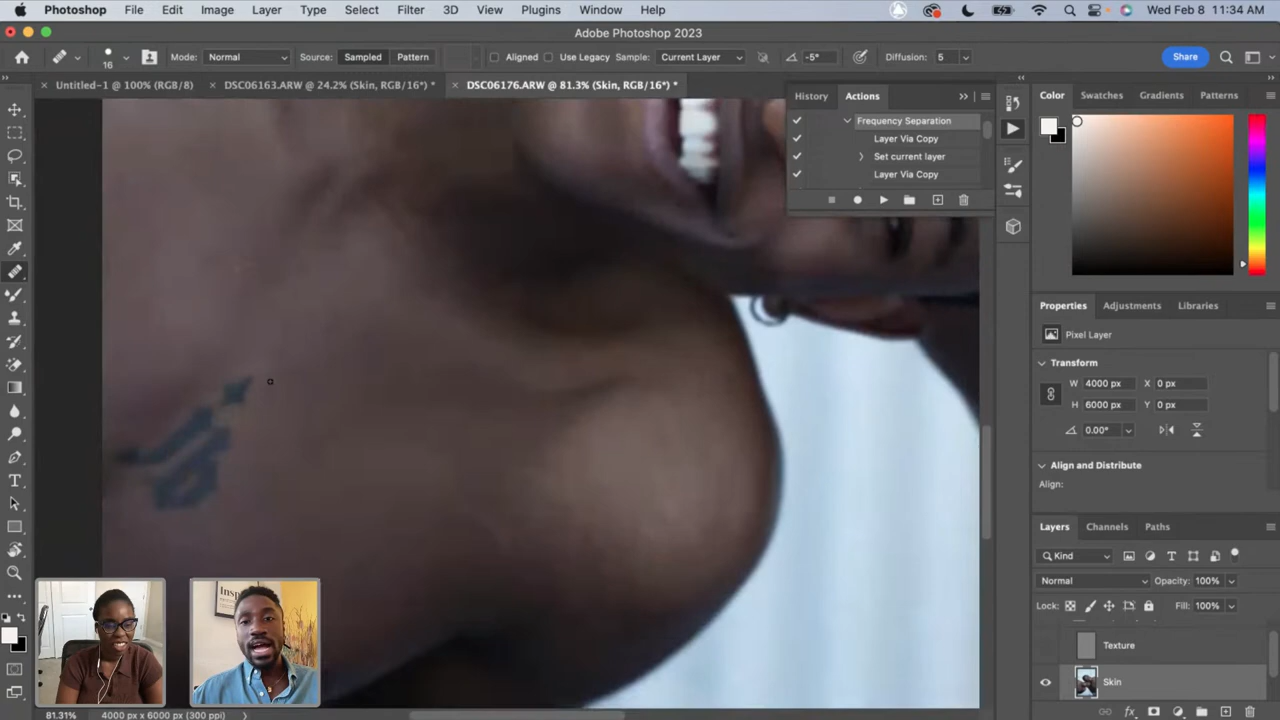 Photoshop File Edit Image Layer Type Select Filter 3D View Plugins Window Help Wed Feb 8 11:34 AM
Adobe Photoshop 2023
16 Mode: Normal Source: Sampled Pattern Aligned Use Legacy Sample: Current Layer -5° Diffusion: 5 Share
Untitled-1 @ 100% (RGB/8) DSC06163.ARW @ 24.2% (Skin, RGB/16*) * DSC06176.ARW @ 81.3% (Skin, RGB/16*) *
History Actions
Frequency Separation
Layer Via Copy
Set current layer
Layer Via Copy
Color Swatches Gradients Patterns
Properties Adjustments Libraries
Pixel Layer
Transform
W 4000 px X 0 px
H 6000 px Y 0 px
0.00°
Align and Distribute
Align:
Layers Channels Paths
Kind
Normal Opacity: 100%
Lock: Fill: 100%
Texture
Skin
81.31% 4000 px x 6000 px (300 ppi)